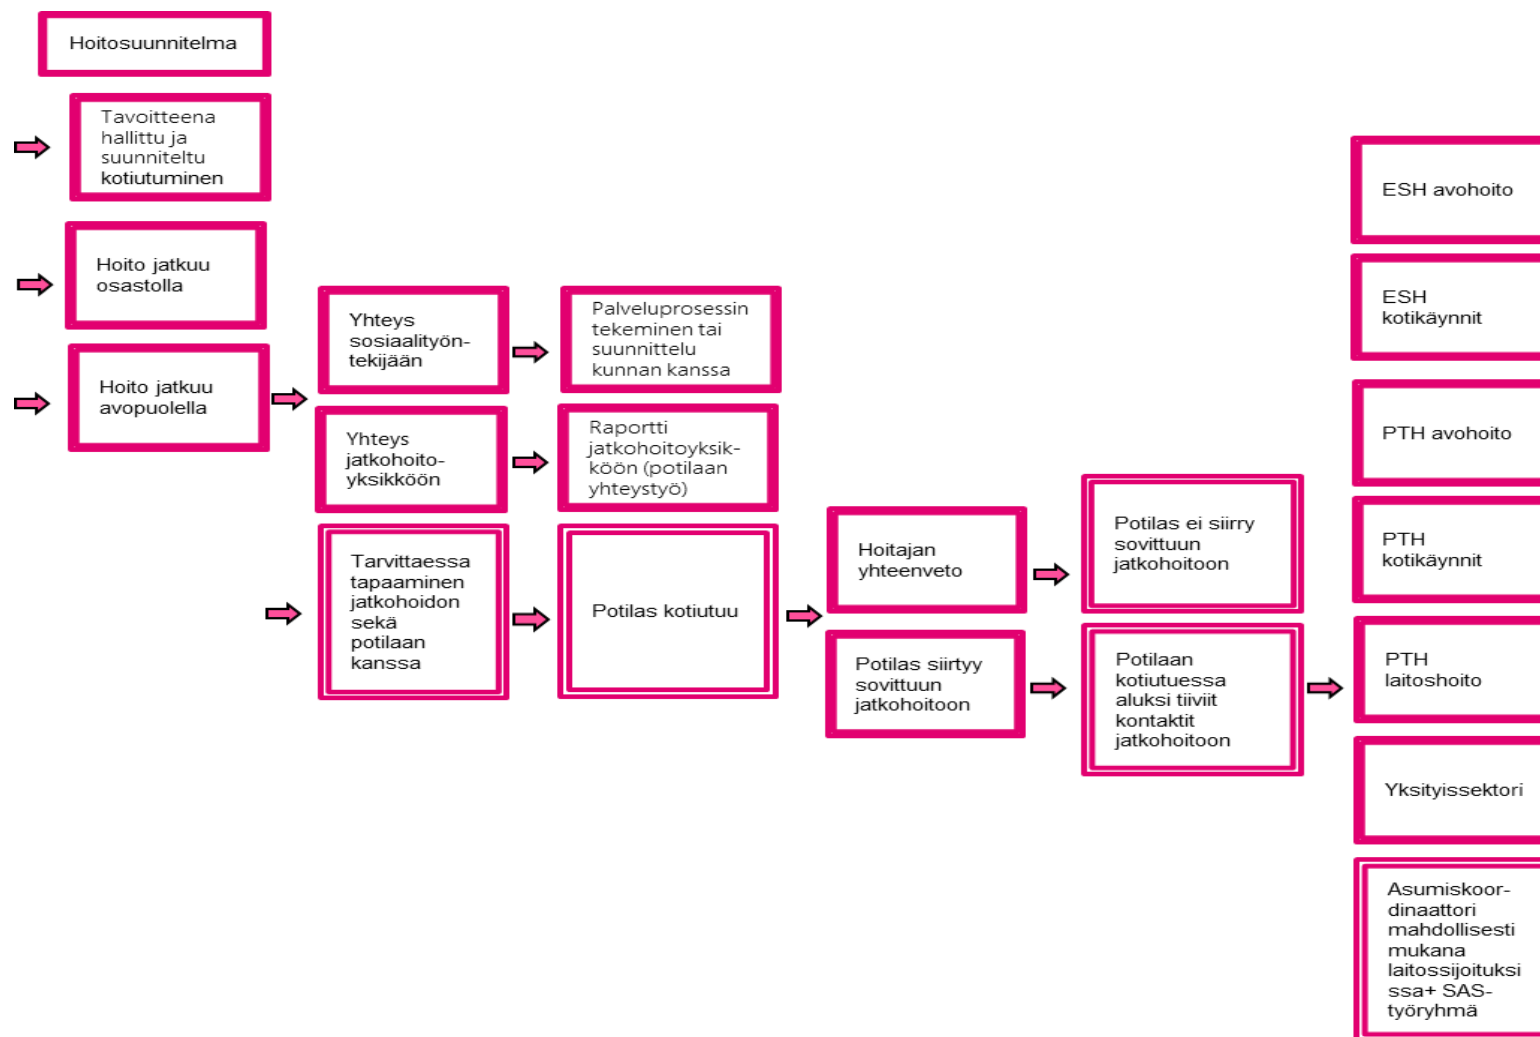 Hoitosuunnitelma
Tavoitteena
hallittu ja
suunniteltu
kotiutuminen
Hoito jatkuu
osastolla
Hoito jatkuu
avopuolella
Yhteys
sosiaalityön-
tekijään
Yhteys
jatkohoito-
yksikköön
Tarvittaessa
tapaaminen
jatkohoidon
sekä
potilaan
kanssa
Palveluprosessin
tekeminen tai
suunnittelu
kunnan kanssa
Raportti
jatkohoitoyksik-
köön (potilaan
yhteystyö)
Potilas kotiutuu
Hoitajan
yhteenveto
Potilas siirtyy
sovittuun
jatkohoitoon
Potilas ei siirry
sovittuun
jatkohoitoon
Potilaan
kotiutuessa
aluksi tiiviit
kontaktit
jatkohoitoon
ESH avohoito
ESH
kotikäynnit
PTH avohoito
PTH
kotikäynnit
PTH
laitoshoito
Yksityissektori
Asumiskoor-
dinaattori
mahdollisesti
mukana
laitossijoituksi
ssa+ SAS-
työryhmä